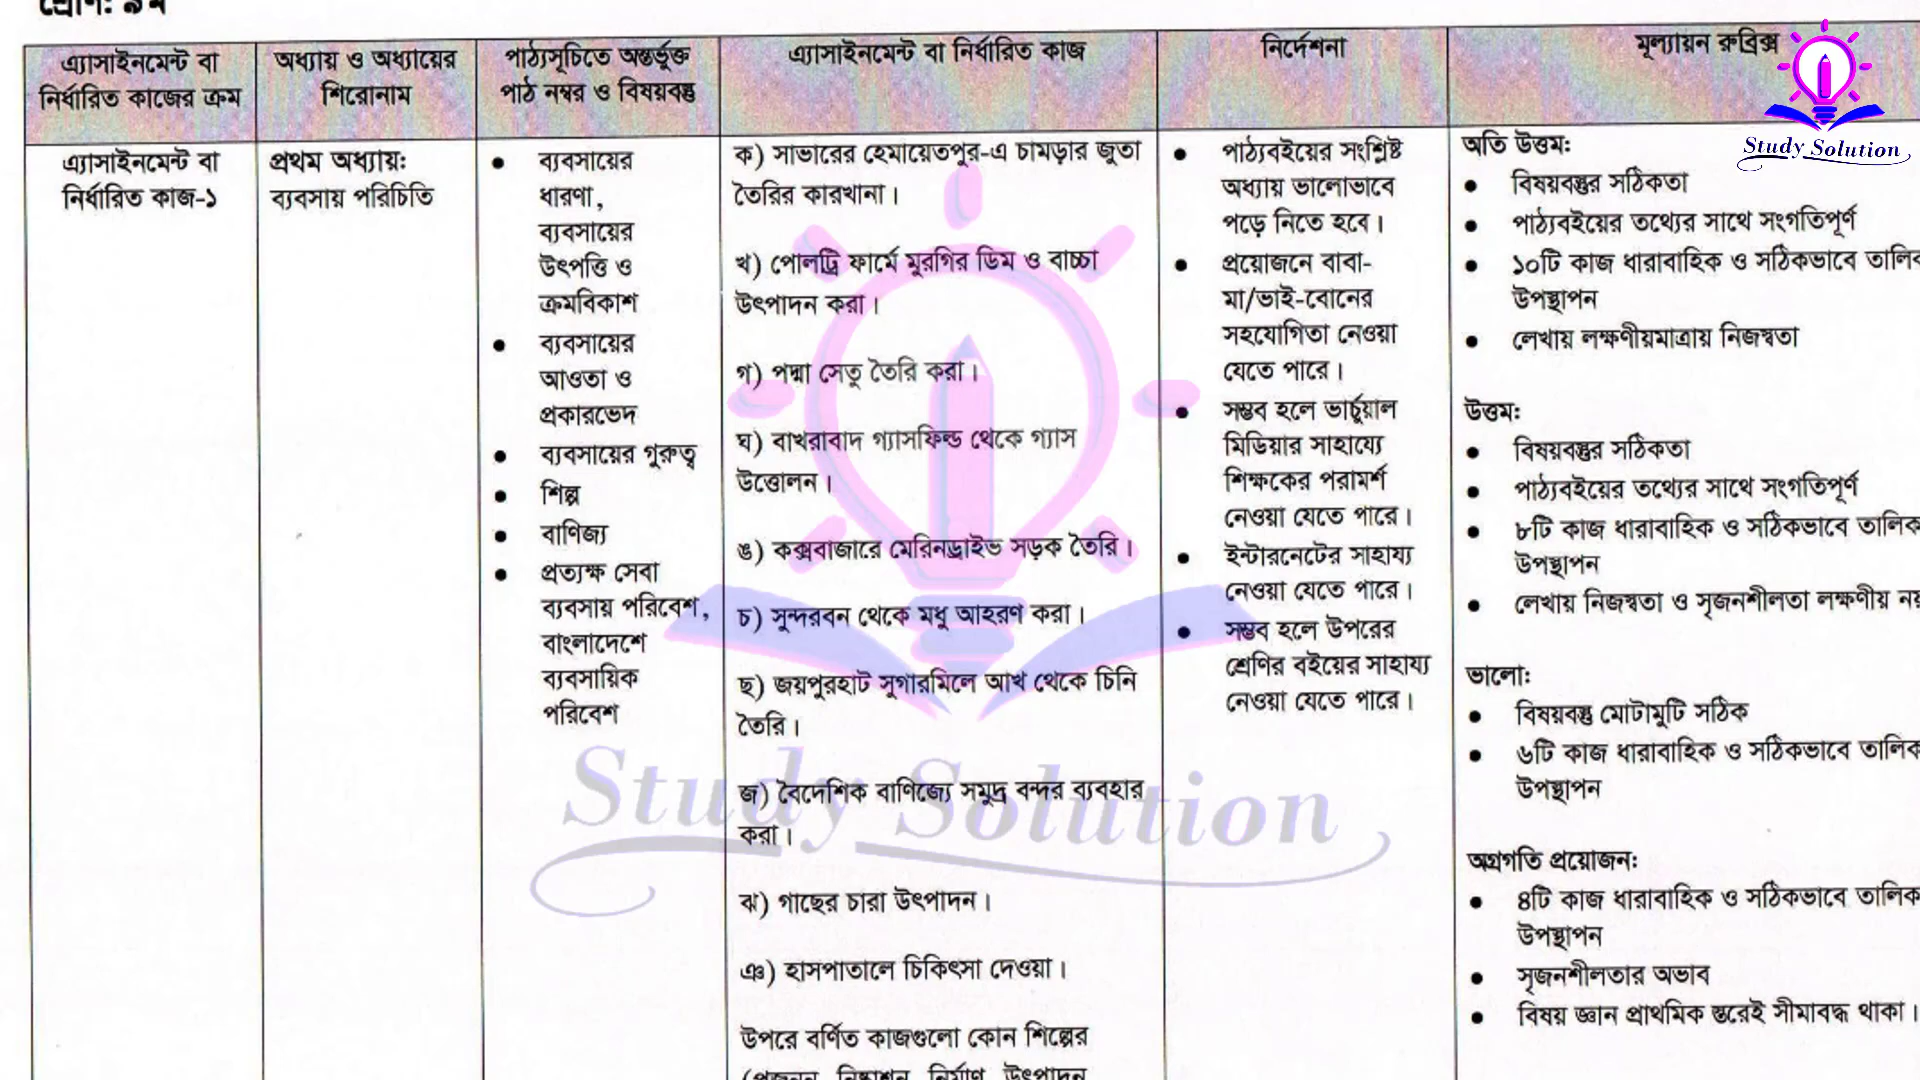 শ্রেণি: ৯ম
এ্যাসাইনমেন্ট বা
নির্ধারিত কাজের ক্রম
অধ্যায় ও অধ্যায়ের
শিরোনাম
পাঠ্যসূচিতে অন্তর্ভুক্ত
পাঠ নম্বর ও বিষয়বস্তু
এ্যাসাইনমেন্ট বা নির্ধারিত কাজ
নির্দেশনা
মূল্যায়ন রুব্রিক্স
Study Solution
এ্যাসাইনমেন্ট বা
নির্ধারিত কাজ-১
প্রথম অধ্যায়:
ব্যবসায় পরিচিতি
● ব্যবসায়ের
ধারণা,
ব্যবসায়ের
উৎপত্তি ও
ক্রমবিকাশ
● ব্যবসায়ের
আওতা ও
প্রকারভেদ
● ব্যবসায়ের গুরুত্ব
● শিল্প
● বাণিজ্য
● প্রত্যক্ষ সেবা
ব্যবসায় পরিবেশ,
বাংলাদেশে
ব্যবসায়িক
পরিবেশ
ক) সাভারের হেমায়েতপুর-এ চামড়ার জুতা
তৈরির কারখানা।
খ) পোলট্রি ফার্মে মুরগির ডিম ও বাচ্চা
উৎপাদন করা।
গ) পদ্মা সেতু তৈরি করা।
ঘ) বাখরাবাদ গ্যাসফিল্ড থেকে গ্যাস
উত্তোলন।
ঙ) কক্সবাজারে মেরিনড্রাইভ সড়ক তৈরি।
চ) সুন্দরবন থেকে মধু আহরণ করা।
ছ) জয়পুরহাট সুগারমিলে আখ থেকে চিনি
তৈরি।
জ) বৈদেশিক বাণিজ্যে সমুদ্র বন্দর ব্যবহার
করা।
ঝ) গাছের চারা উৎপাদন।
ঞ) হাসপাতালে চিকিৎসা দেওয়া।
উপরে বর্ণিত কাজগুলো কোন শিল্পের
(প্রজনন, নিষ্কাশন, নির্মাণ, উৎপাদন
● পাঠ্যবইয়ের সংশ্লিষ্ট
অধ্যায় ভালোভাবে
পড়ে নিতে হবে।
● প্রয়োজনে বাবা-
মা/ভাই-বোনের
সহযোগিতা নেওয়া
যেতে পারে।
● সম্ভব হলে ভার্চুয়াল
মিডিয়ার সাহায্যে
শিক্ষকের পরামর্শ
নেওয়া যেতে পারে।
● ইন্টারনেটের সাহায্য
নেওয়া যেতে পারে।
● সম্ভব হলে উপরের
শ্রেণির বইয়ের সাহায্য
নেওয়া যেতে পারে।
অতি উত্তম:
● বিষয়বস্তুর সঠিকতা
● পাঠ্যবইয়ের তথ্যের সাথে সংগতিপূর্ণ
● ১০টি কাজ ধারাবাহিক ও সঠিকভাবে তালিক
উপস্থাপন
● লেখায় লক্ষণীয়মাত্রায় নিজস্বতা
উত্তম:
● বিষয়বস্তুর সঠিকতা
● পাঠ্যবইয়ের তথ্যের সাথে সংগতিপূর্ণ
● ৮টি কাজ ধারাবাহিক ও সঠিকভাবে তালিক
উপস্থাপন
● লেখায় নিজস্বতা ও সৃজনশীলতা লক্ষণীয় নয়
ভালো:
● বিষয়বস্তু মোটামুটি সঠিক
● ৬টি কাজ ধারাবাহিক ও সঠিকভাবে তালিক
উপস্থাপন
অগ্রগতি প্রয়োজন:
● ৪টি কাজ ধারাবাহিক ও সঠিকভাবে তালিক
উপস্থাপন
● সৃজনশীলতার অভাব
● বিষয় জ্ঞান প্রাথমিক স্তরেই সীমাবদ্ধ থাকা।
Study Solution